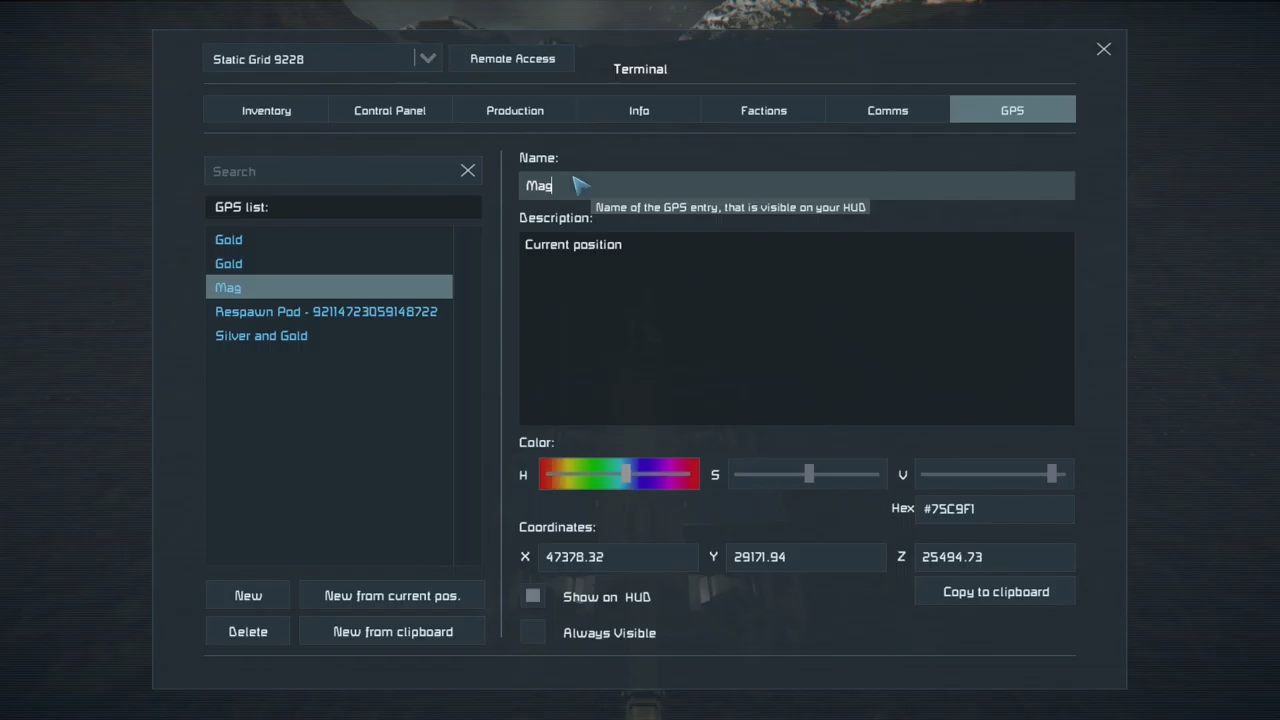 Static Grid 9228
Remote Access
Terminal
Inventory
Control Panel
Production
Info
Factions
Comms
GPS
Search
GPS list:
Gold
Gold
Mag
Respawn Pod - 92114723059148722
Silver and Gold
New
New from current pos.
Delete
New from clipboard
Name:
Mag
Name of the GPS entry, that is visible on your HUD
Description:
Current position
Color:
H
S
V
Hex #75C9F1
Coordinates:
X 47378.32
Y 29171.94
Z 25494.73
Copy to clipboard
Show on HUD
Always Visible